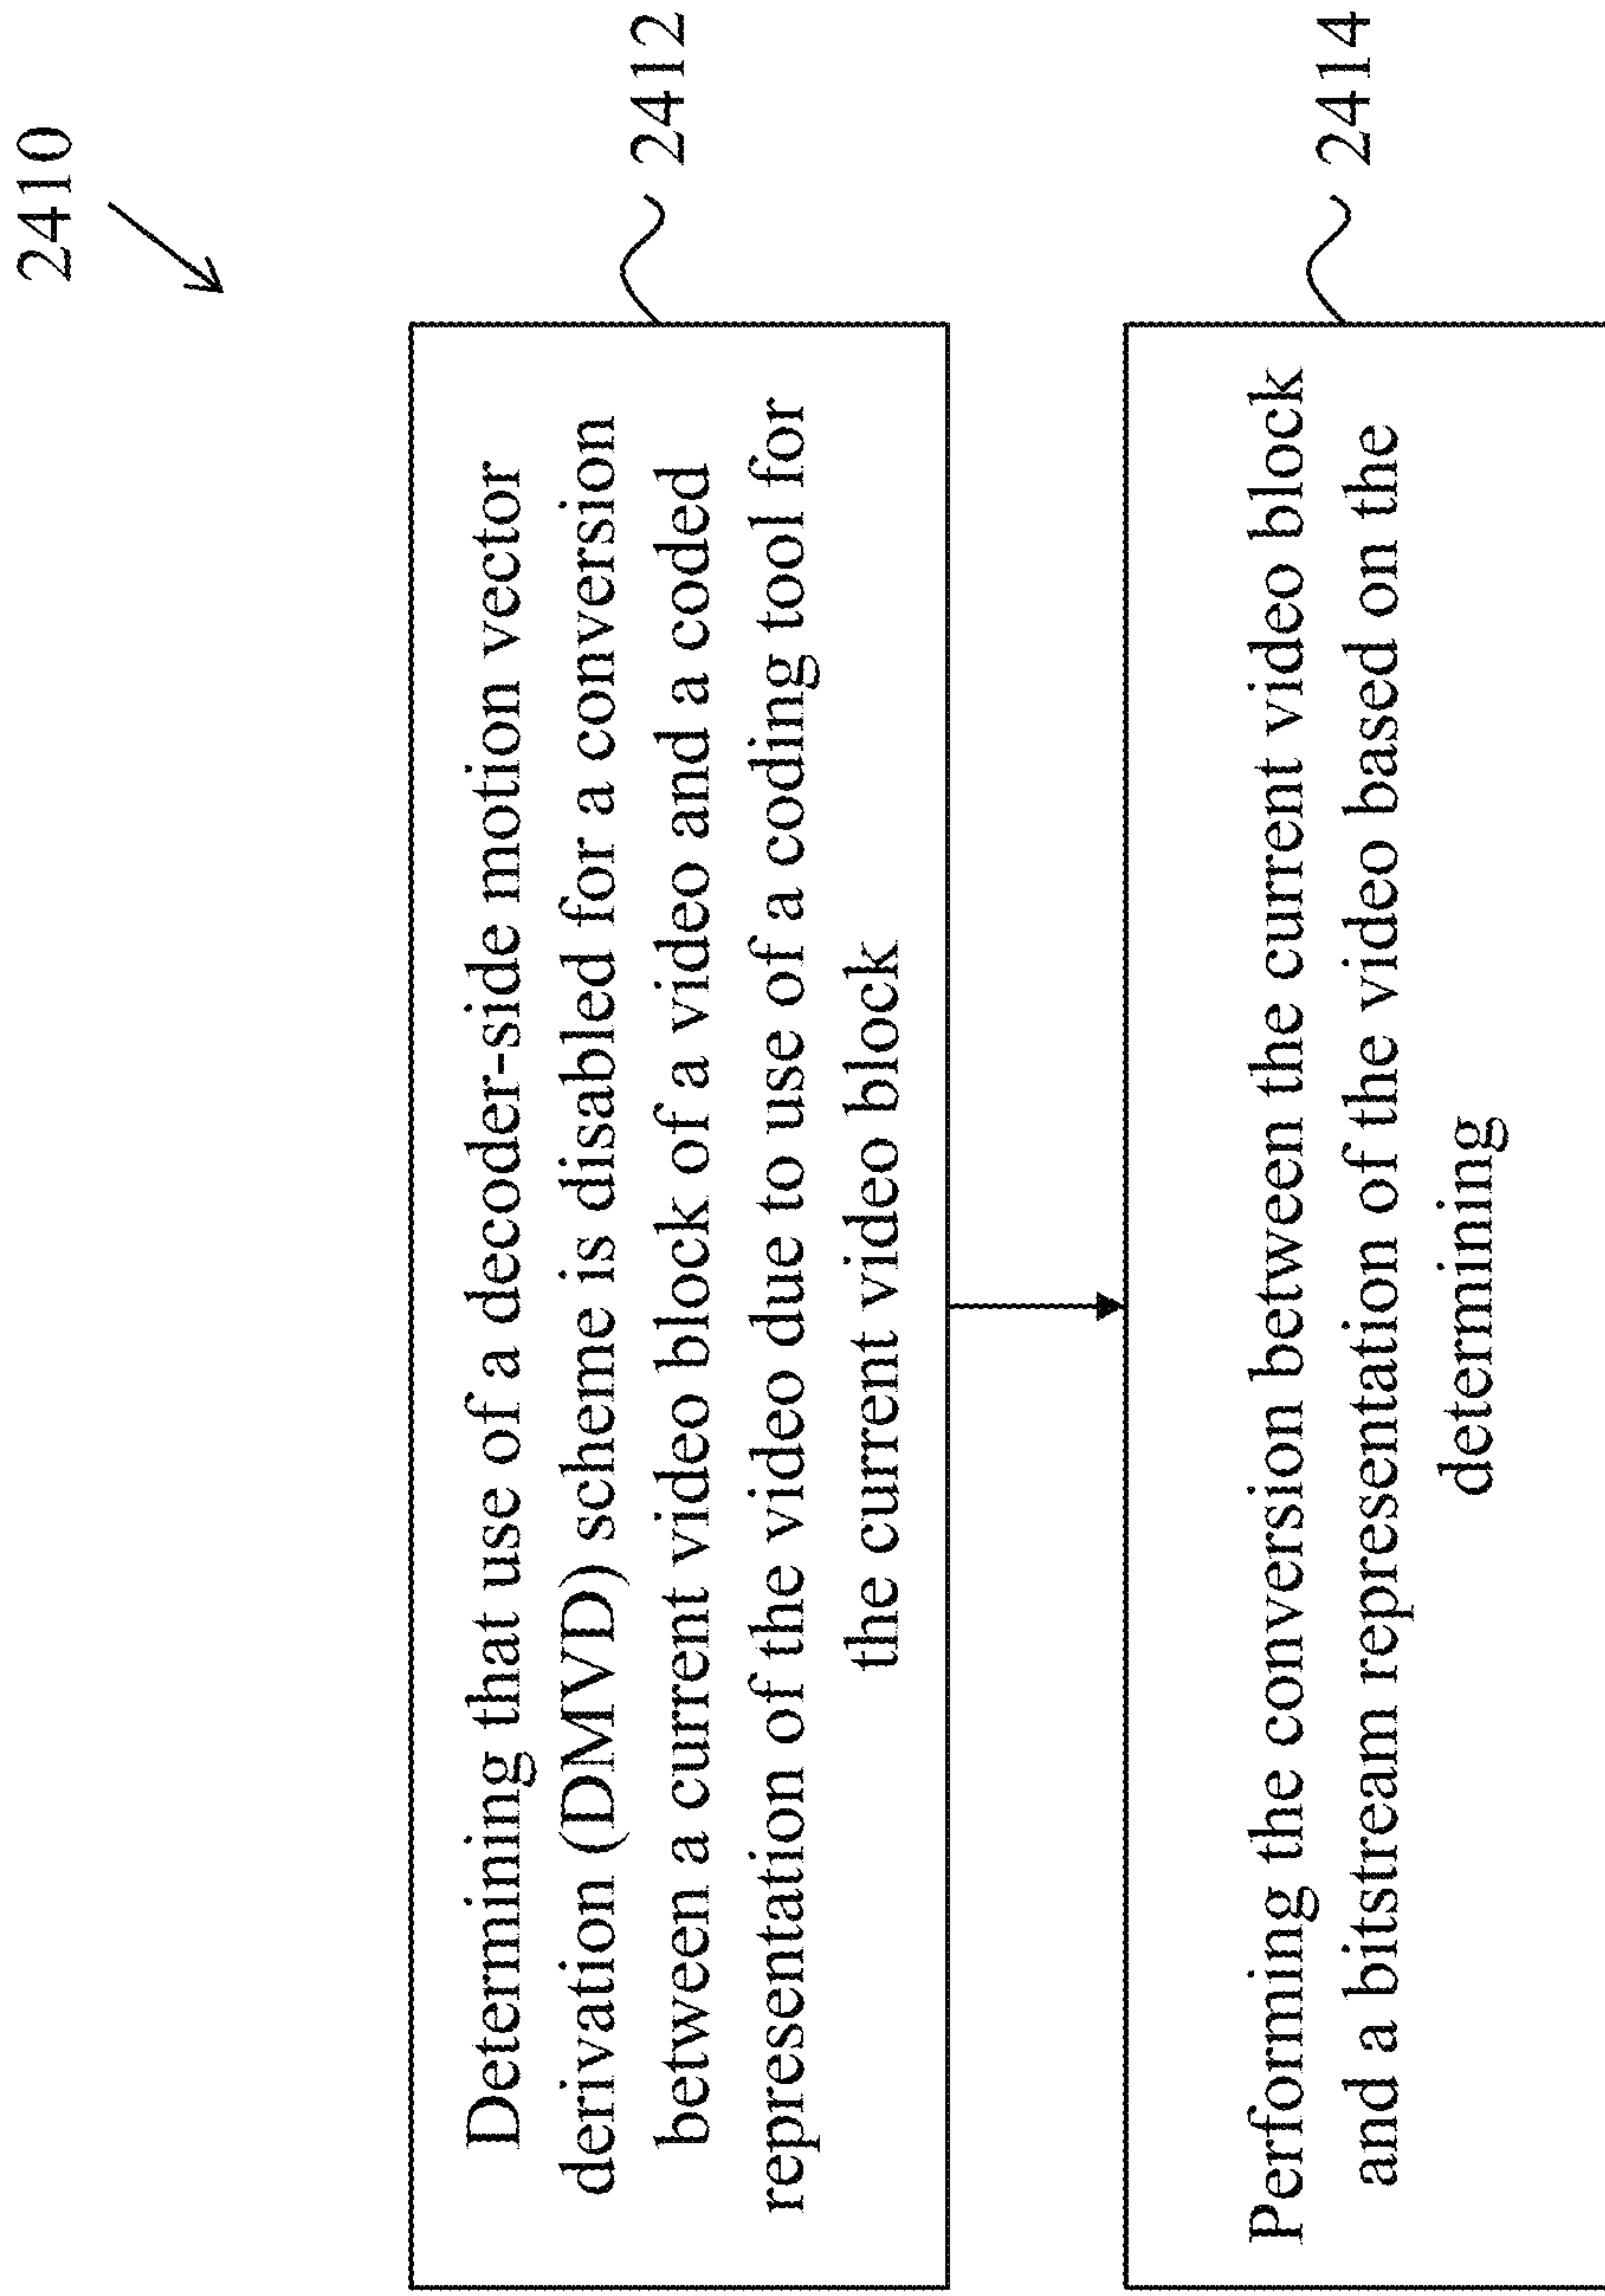 2410
Determining that use of a decoder-side motion vector
derivation (DMVD) scheme is disabled for a conversion
between a current video block of a video and a coded
representation of the video due to use of a coding tool for
the current video block
2412
Performing the conversion between the current video block
and a bitstream representation of the video based on the
determining
2414